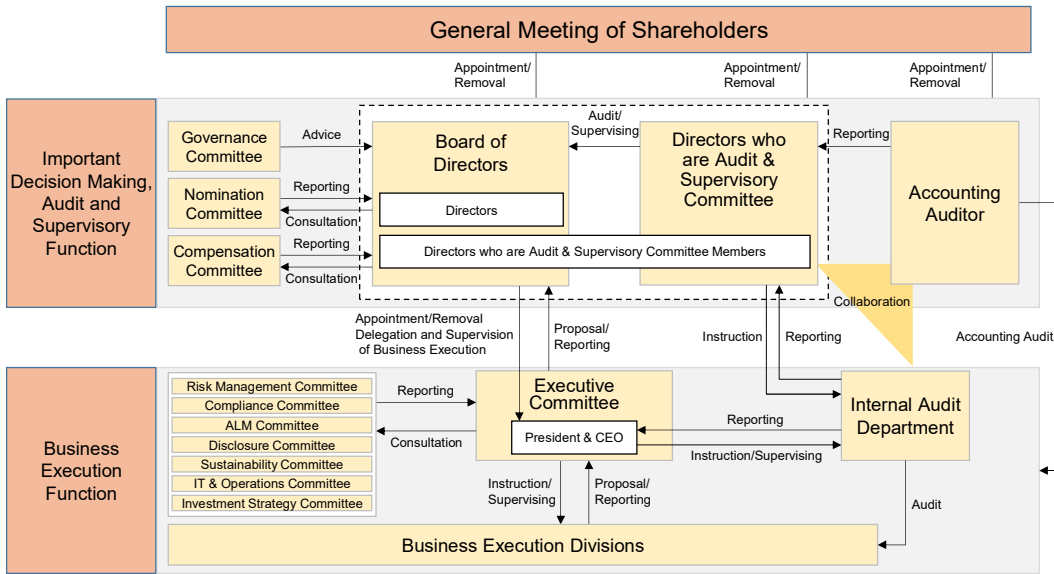 General Meeting of Shareholders
Appointment/
Removal
Appointment/
Removal
Appointment/
Removal
Important
Decision Making,
Audit and
Supervisory
Function
Governance
Committee
Advice
Nomination
Committee
Reporting
Consultation
Compensation
Committee
Reporting
Consultation
Board of
Directors
Directors
Audit/
Supervising
Directors who
are Audit &
Supervisory
Committee
Directors who are Audit & Supervisory Committee Members
Reporting
Accounting
Auditor
Collaboration
Appointment/Removal
Delegation and Supervision
of Business Execution
Proposal/
Reporting
Instruction
Reporting
Accounting Audit
Business
Execution
Function
Risk Management Committee
Compliance Committee
ALM Committee
Disclosure Committee
Sustainability Committee
IT & Operations Committee
Investment Strategy Committee
Reporting
Consultation
Executive
Committee
President & CEO
Reporting
Instruction/Supervising
Internal Audit
Department
Instruction/
Supervising
Proposal/
Reporting
Audit
Business Execution Divisions